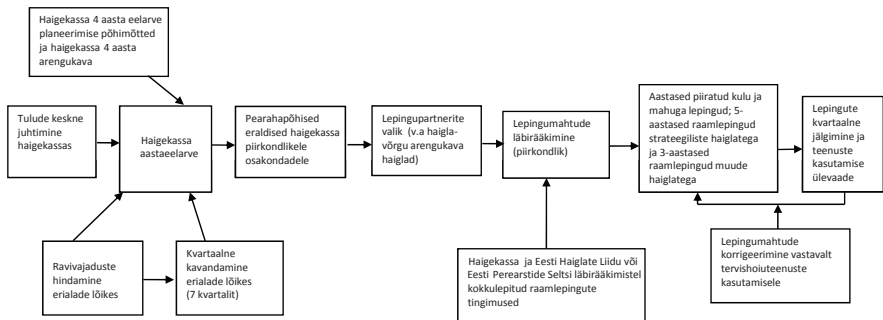 Haigekassa 4 aasta eelarve
planeerimise põhimõtted
ja haigekassa 4 aasta
arengukava
Tulude keskne
juhtimine
haigekassas
Haigekassa
aastaeelarve
Pearahapõhised
eraldised haigekassa
piirkondlikele
osakondadele
Lepingupartnerite
valik (v.a haigla-
võrgu arengukava
haiglad)
Lepingumahtude
läbirääkimine
(piirkondlik)
Aastased piiratud kulu ja
mahuga lepingud; 5-
aastased raamlepingud
strateegiliste haiglatega
ja 3-aastased
raamlepingud muude
haiglatega
Lepingute
kvartaalne
jälgimine ja
teenuste
kasutamise
ülevaade
Ravivajaduste
hindamine
erialade lõikes
Kvartaalne
kavandamine
erialade lõikes
(7 kvartalit)
Haigekassa ja Eesti Haiglate Liidu või
Eesti Perearstide Seltsi läbirääkimistel
kokkulepitud raamlepingute
tingimused
Lepingumahtude
korrigeerimine vastavalt
tervishoiuteenuste
kasutamisele